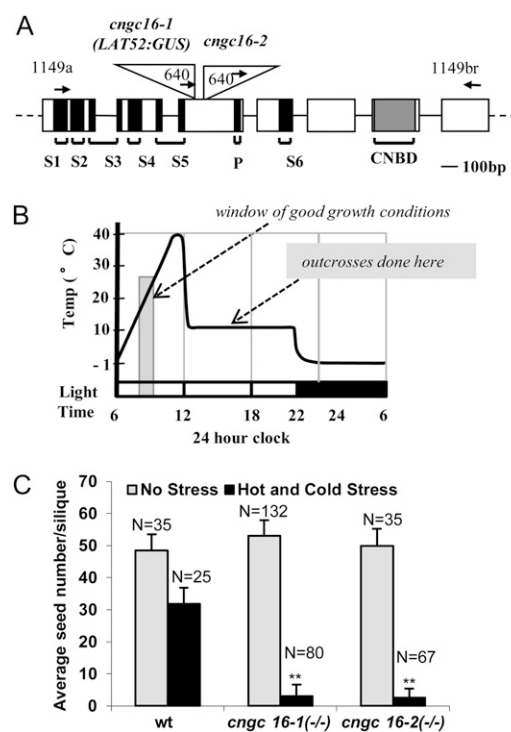 A
cngc16-1
(LAT52:GUS)
cngc16-2
1149a
640
640
1149br
S1 S2 S3 S4 S5 P S6 CNBD
100bp
B
window of good growth conditions
outcrosses done here
Temp (° C)
40
30
20
10
-1
Light
Time
6 12 18 22 24 6
24 hour clock
C
No Stress Hot and Cold Stress
Average seed number/silique
70
60
50
40
30
20
10
0
N=35
N=25
N=132
N=80
**
N=35
N=67
**
wt cngc 16-1(-/-) cngc 16-2(-/-)